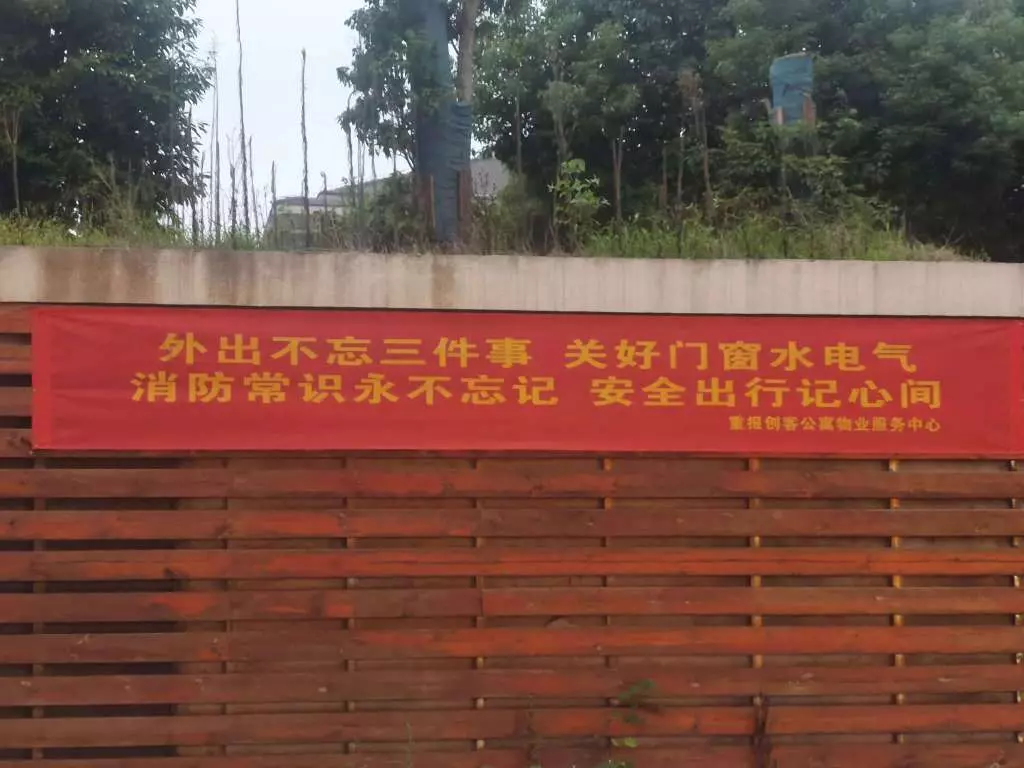 外出不忘三件事 关好门窗水电气
消防常识永不忘记 安全出行记心间
重报创客公寓物业服务中心